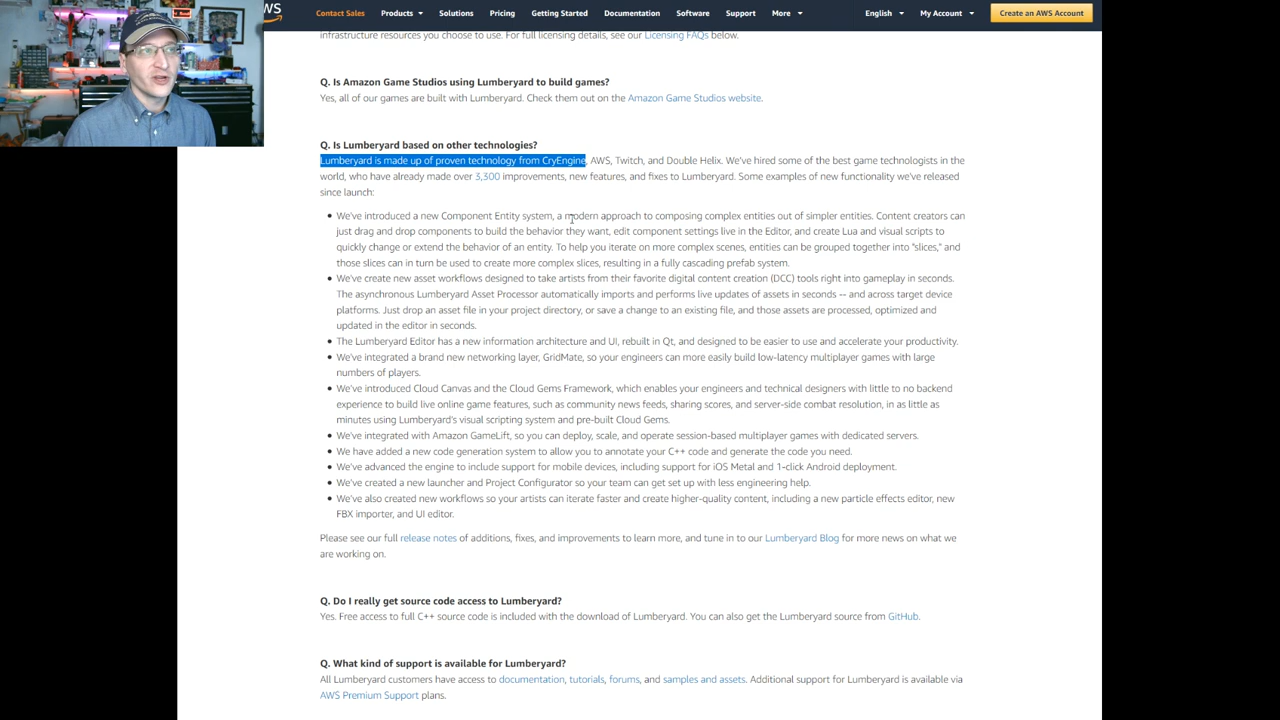 WS
Contact Sales Products Solutions Pricing Getting Started Documentation Software Support More English My Account Create an AWS Account
infrastructure resources you choose to use. For full licensing details, see our Licensing FAQs below.
Q. Is Amazon Game Studios using Lumberyard to build games?
Yes, all of our games are built with Lumberyard. Check them out on the Amazon Game Studios website.
Q. Is Lumberyard based on other technologies?
Lumberyard is made up of proven technology from CryEngine, AWS, Twitch, and Double Helix. We've hired some of the best game technologists in the
world, who have already made over 3,300 improvements, new features, and fixes to Lumberyard. Some examples of new functionality we've released
since launch:
• We've introduced a new Component Entity system, a modern approach to composing complex entities out of simpler entities. Content creators can
just drag and drop components to build the behavior they want, edit component settings live in the Editor, and create Lua and visual scripts to
quickly change or extend the behavior of an entity. To help you iterate on more complex scenes, entities can be grouped together into "slices," and
those slices can in turn be used to create more complex slices, resulting in a fully cascading prefab system.
• We've create new asset workflows designed to take artists from their favorite digital content creation (DCC) tools right into gameplay in seconds.
The asynchronous Lumberyard Asset Processor automatically imports and performs live updates of assets in seconds -- and across target device
platforms. Just drop an asset file in your project directory, or save a change to an existing file, and those assets are processed, optimized and
updated in the editor in seconds.
• The Lumberyard Editor has a new information architecture and UI, rebuilt in Qt, and designed to be easier to use and accelerate your productivity.
• We've integrated a brand new networking layer, GridMate, so your engineers can more easily build low-latency multiplayer games with large
numbers of players.
• We've introduced Cloud Canvas and the Cloud Gems Framework, which enables your engineers and technical designers with little to no backend
experience to build live online game features, such as community news feeds, sharing scores, and server-side combat resolution, in as little as
minutes using Lumberyard's visual scripting system and pre-built Cloud Gems.
• We've integrated with Amazon GameLift, so you can deploy, scale, and operate session-based multiplayer games with dedicated servers.
• We have added a new code generation system to allow you to annotate your C++ code and generate the code you need.
• We've advanced the engine to include support for mobile devices, including support for iOS Metal and 1-click Android deployment.
• We've created a new launcher and Project Configurator so your team can get set up with less engineering help.
• We've also created new workflows so your artists can iterate faster and create higher-quality content, including a new particle effects editor, new
FBX importer, and UI editor.
Please see our full release notes of additions, fixes, and improvements to learn more, and tune in to our Lumberyard Blog for more news on what we
are working on.
Q. Do I really get source code access to Lumberyard?
Yes. Free access to full C++ source code is included with the download of Lumberyard. You can also get the Lumberyard source from GitHub.
Q. What kind of support is available for Lumberyard?
All Lumberyard customers have access to documentation, tutorials, forums, and samples and assets. Additional support for Lumberyard is available via
AWS Premium Support plans.